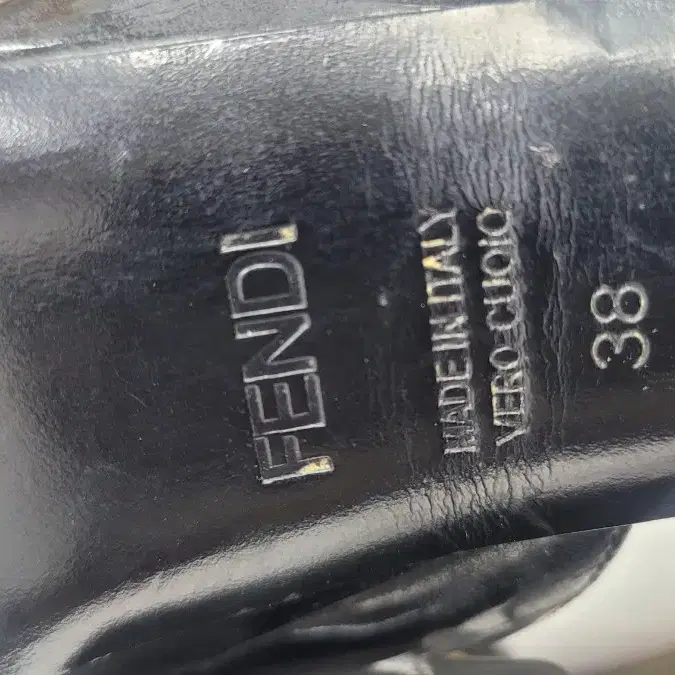 FENDI
MADE IN ITALY
VERO CUOIO
38